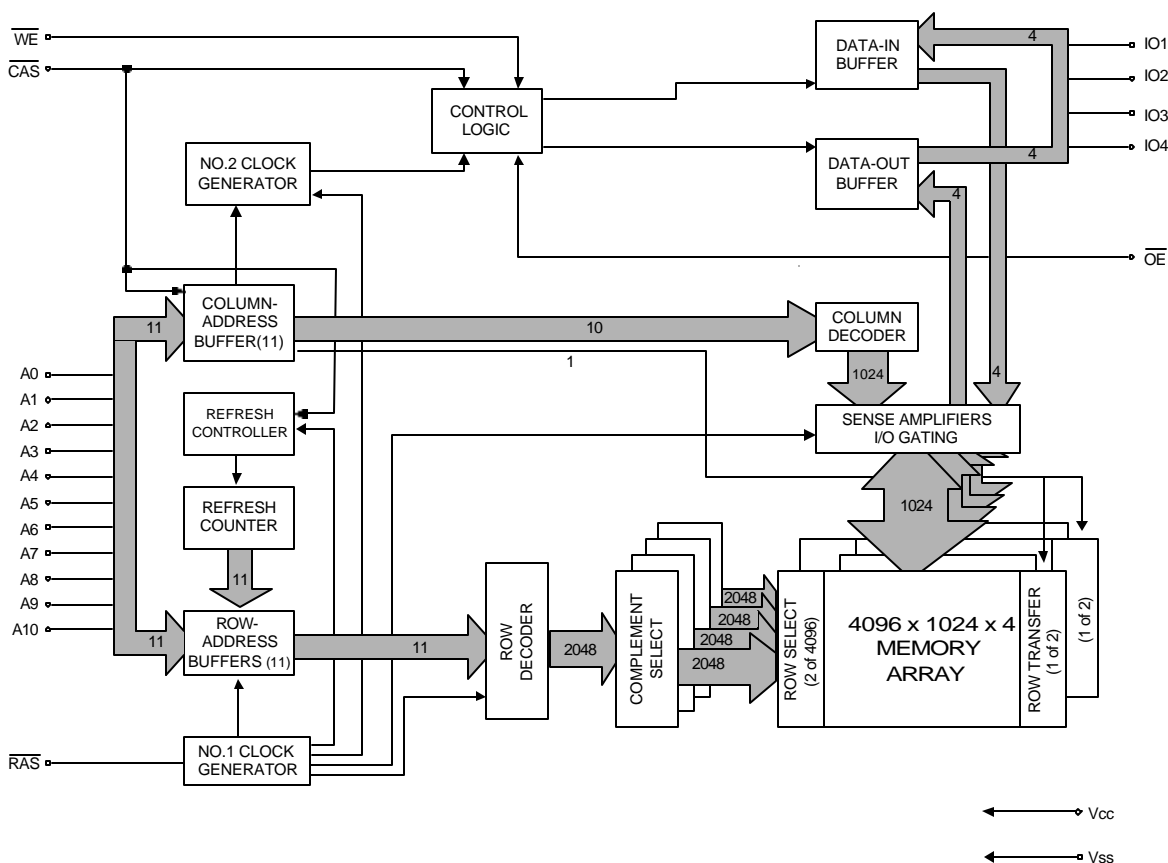 WE
CAS
CONTROL
LOGIC
DATA-IN
BUFFER
4
IO1
IO2
IO3
IO4
NO.2 CLOCK
GENERATOR
DATA-OUT
BUFFER
4
4
OE
COLUMN-
ADDRESS
BUFFER(11)
11
10
1
COLUMN
DECODER
1024
4
A0
A1
A2
A3
A4
A5
A6
A7
A8
A9
A10
REFRESH
CONTROLLER
SENSE AMPLIFIERS
I/O GATING
REFRESH
COUNTER
11
1024
11
ROW-
ADDRESS
BUFFERS (11)
11
ROW
DECODER
2048
COMPLEMENT
SELECT
2048
2048
2048
2048
ROW SELECT
(2 of 4096)
4096 x 1024 x 4
MEMORY
ARRAY
ROW TRANSFER
(1 of 2)
(1 of 2)
RAS
NO.1 CLOCK
GENERATOR
Vcc
Vss